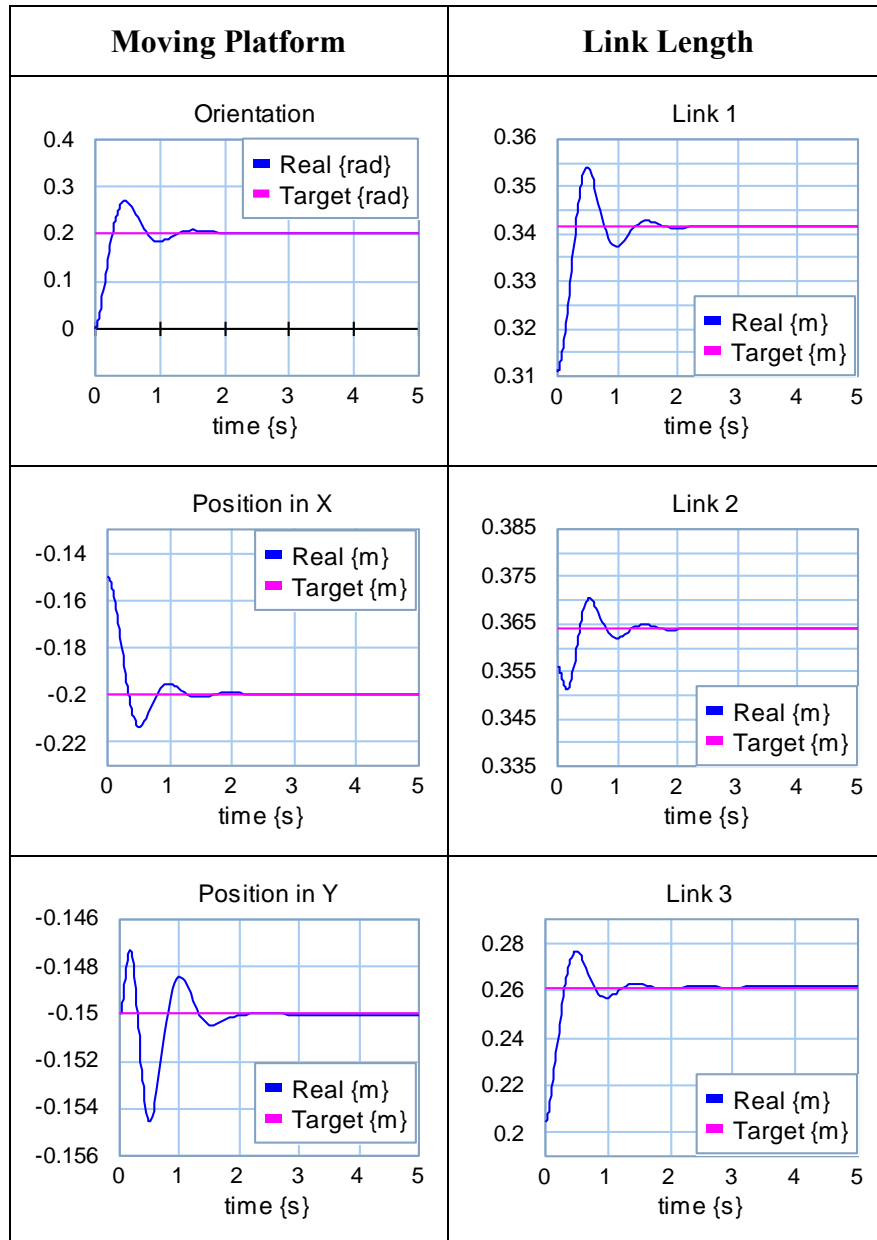 Moving Platform
Link Length
Orientation
0.4
0.3
0.2
0.1
0
Real {rad}
Target {rad}
0 1 2 3 4 5
time {s}
Link 1
0.36
0.35
0.34
0.33
0.32
0.31
Real {m}
Target {m}
0 1 2 3 4 5
time {s}
Position in X
-0.14
-0.16
-0.18
-0.2
-0.22
Real {m}
Target {m}
0 1 2 3 4 5
time {s}
Link 2
0.385
0.375
0.365
0.355
0.345
0.335
Real {m}
Target {m}
0 1 2 3 4 5
time {s}
Position in Y
-0.146
-0.148
-0.15
-0.152
-0.154
-0.156
Real {m}
Target {m}
0 1 2 3 4 5
time {s}
Link 3
0.28
0.26
0.24
0.22
0.2
Real {m}
Target {m}
0 1 2 3 4 5
time {s}